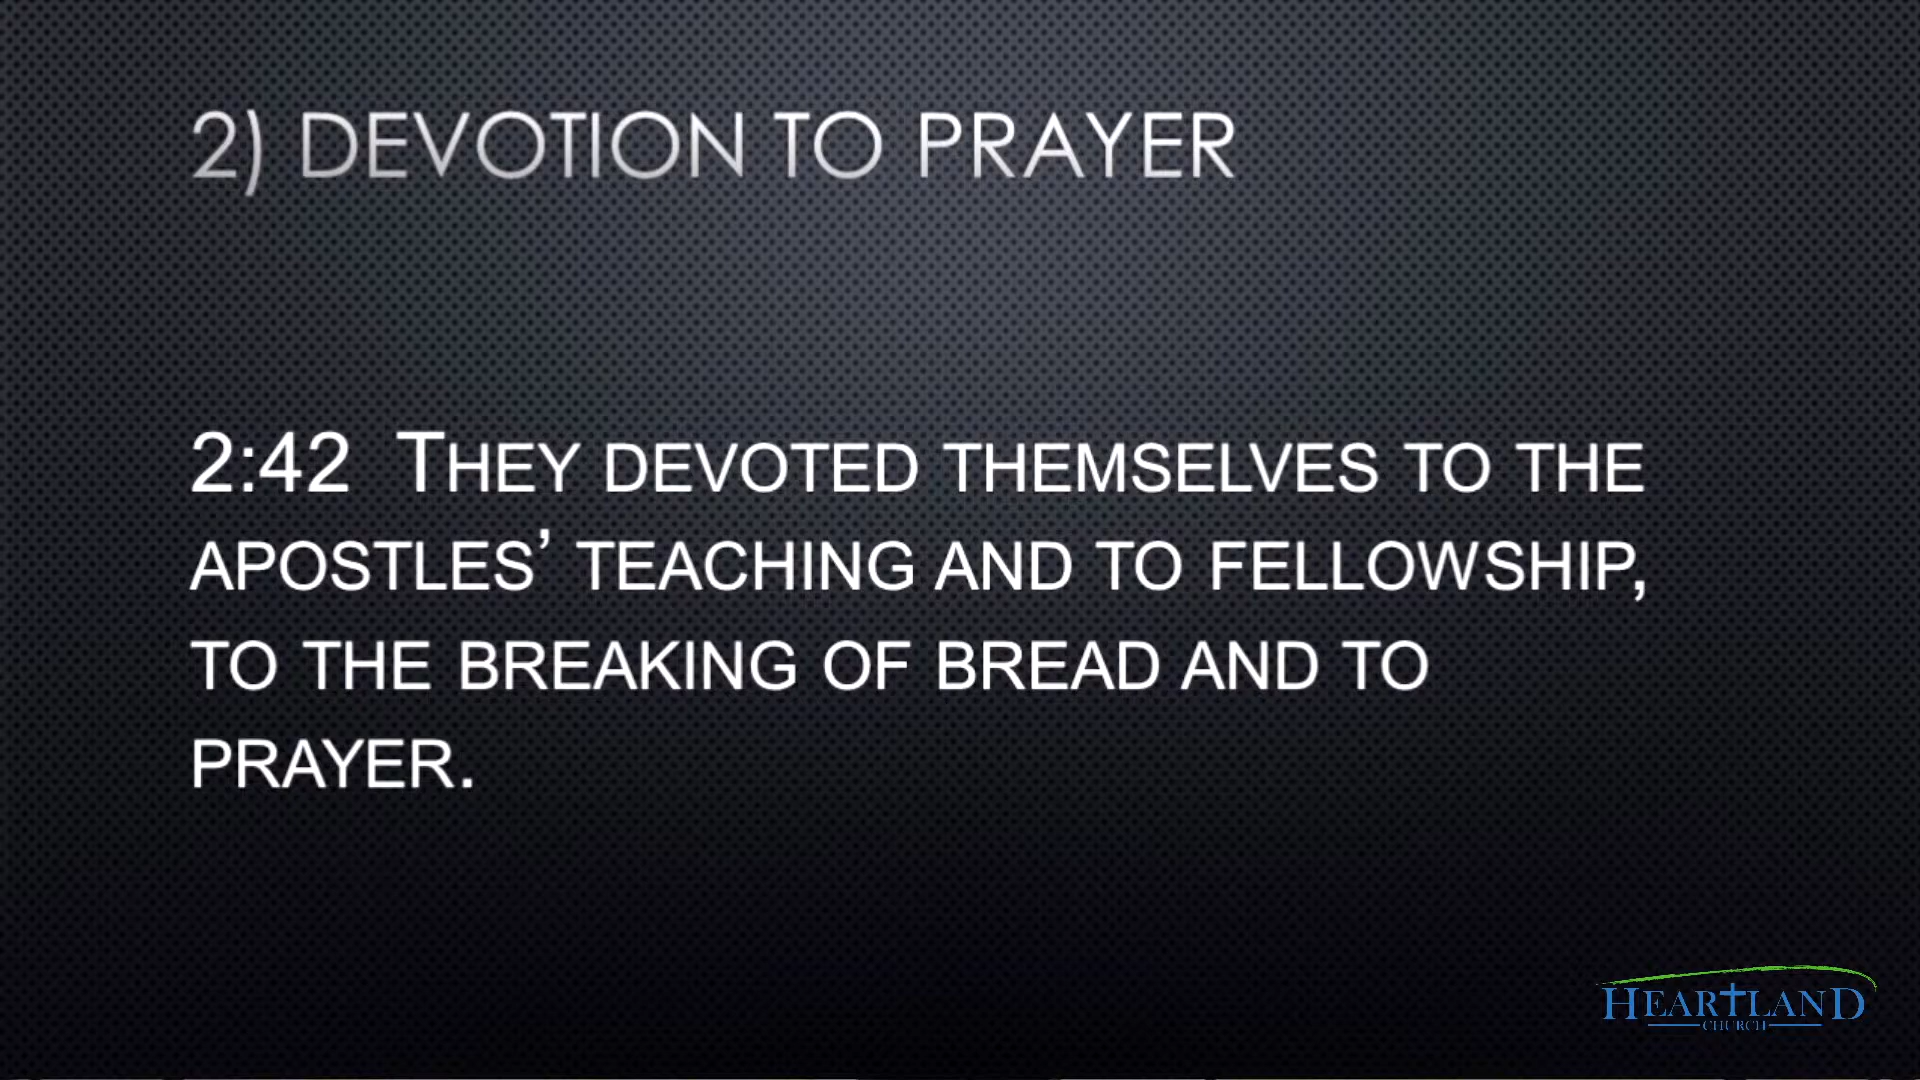 2) DEVOTION TO PRAYER
2:42 THEY DEVOTED THEMSELVES TO THE
APOSTLES’ TEACHING AND TO FELLOWSHIP,
TO THE BREAKING OF BREAD AND TO
PRAYER.
HEARTLAND
CHURCH